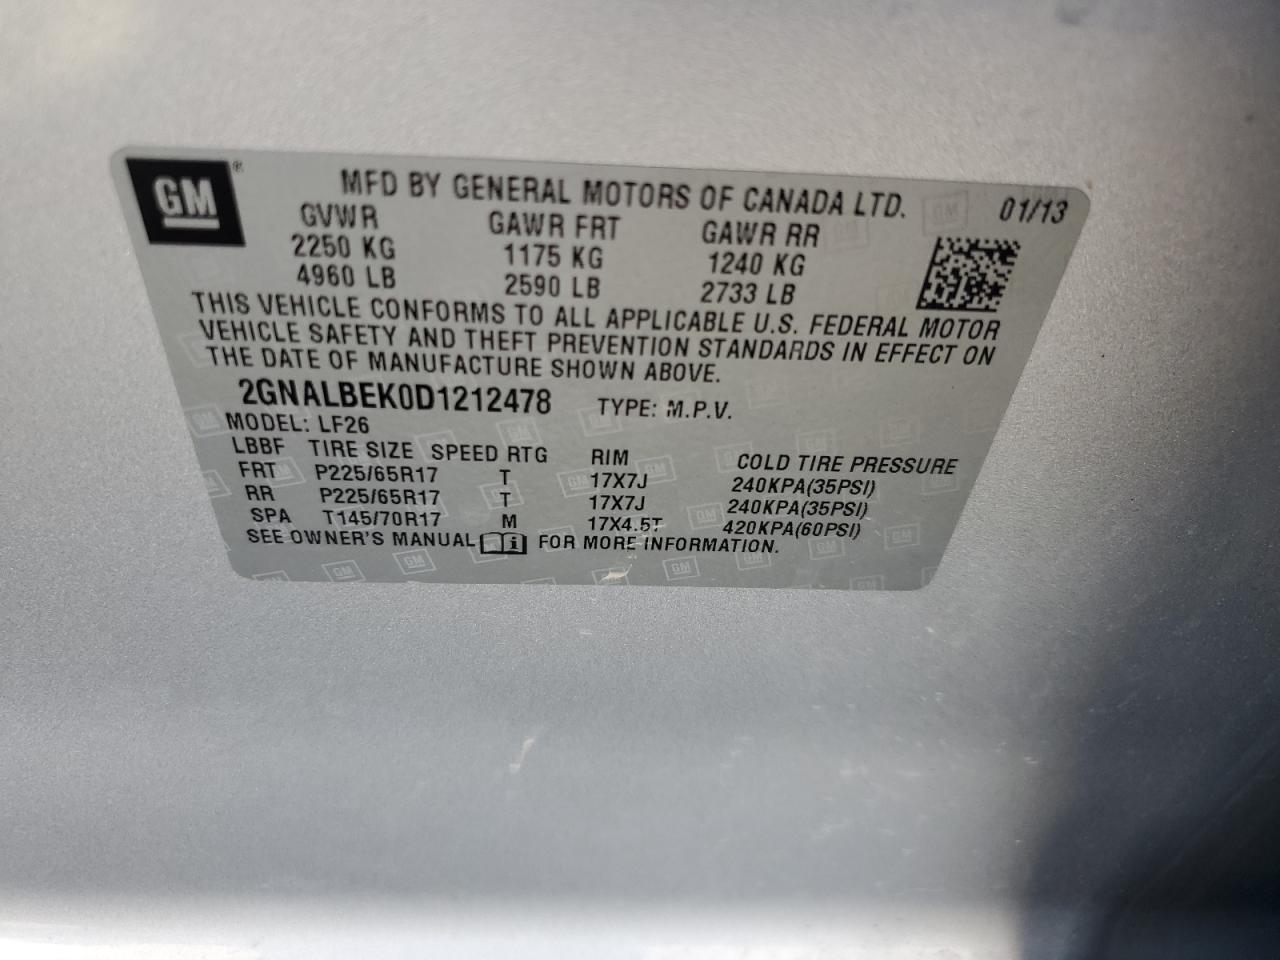 GM®
MFD BY GENERAL MOTORS OF CANADA LTD. 01/13
GVWR GAWR FRT GAWR RR
2250 KG 1175 KG 1240 KG
4960 LB 2590 LB 2733 LB
THIS VEHICLE CONFORMS TO ALL APPLICABLE U.S. FEDERAL MOTOR
VEHICLE SAFETY AND THEFT PREVENTION STANDARDS IN EFFECT ON
THE DATE OF MANUFACTURE SHOWN ABOVE.
2GNALBEK0D1212478 TYPE: M.P.V.
MODEL: LF26
LBBF TIRE SIZE SPEED RTG RIM COLD TIRE PRESSURE
FRT P225/65R17 T 17X7J 240KPA(35PSI)
RR P225/65R17 T 17X7J 240KPA(35PSI)
SPA T145/70R17 M 17X4.5T 420KPA(60PSI)
SEE OWNER'S MANUAL i FOR MORE INFORMATION.